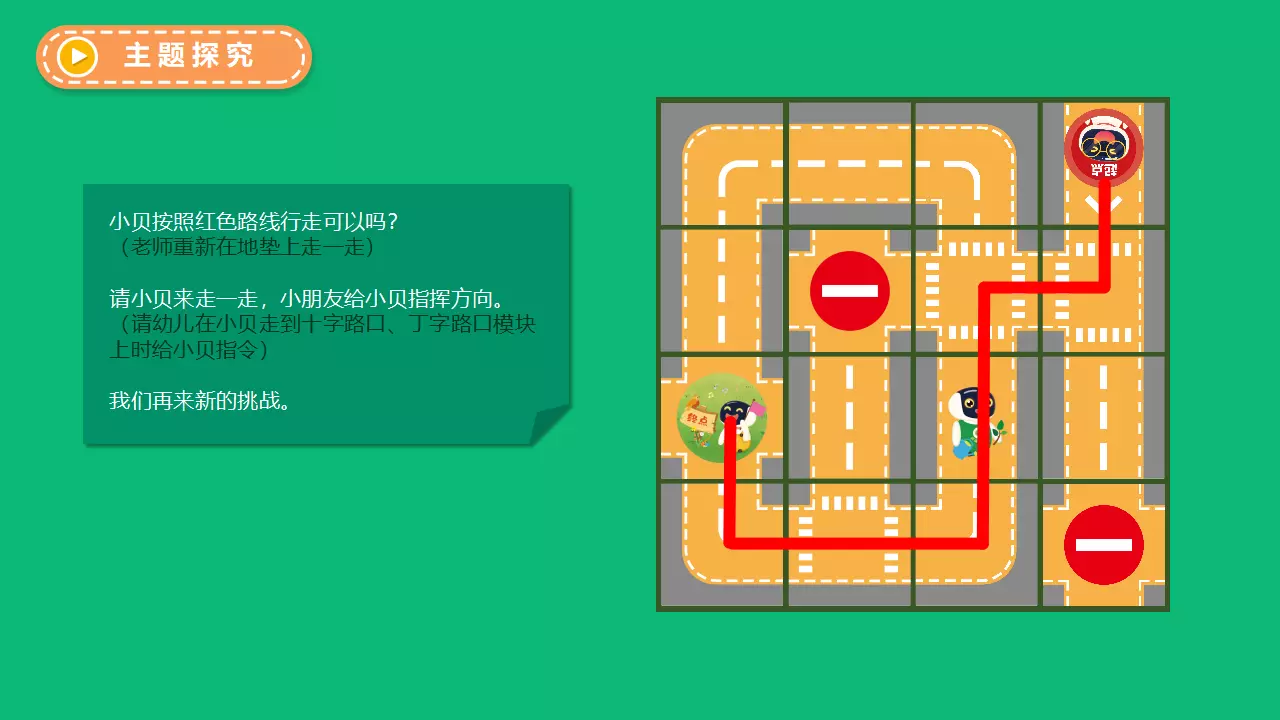 主题探究
小贝按照红色路线行走可以吗？
（老师重新在地垫上走一走）
请小贝来走一走，小朋友给小贝指挥方向。
（请幼儿在小贝走到十字路口、丁字路口模块
上时给小贝指令）
我们再来新的挑战。
起点
终点